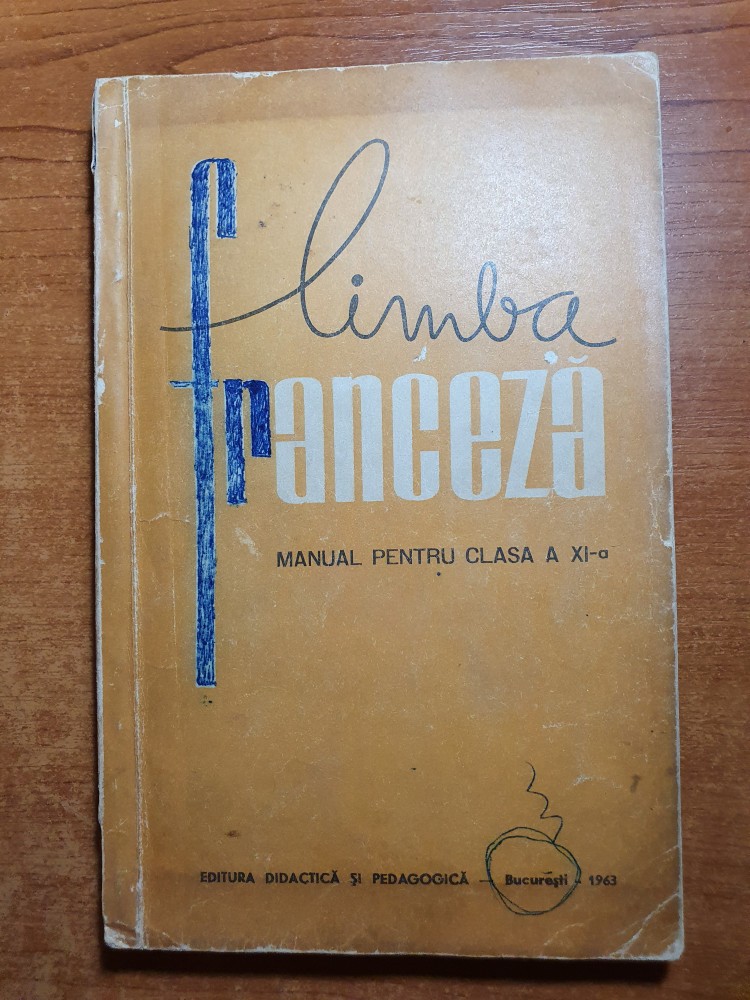 limba
franceză
MANUAL PENTRU CLASA A XI-a
EDITURA DIDACTICĂ ŞI PEDAGOGICĂ — Bucureşti - 1963